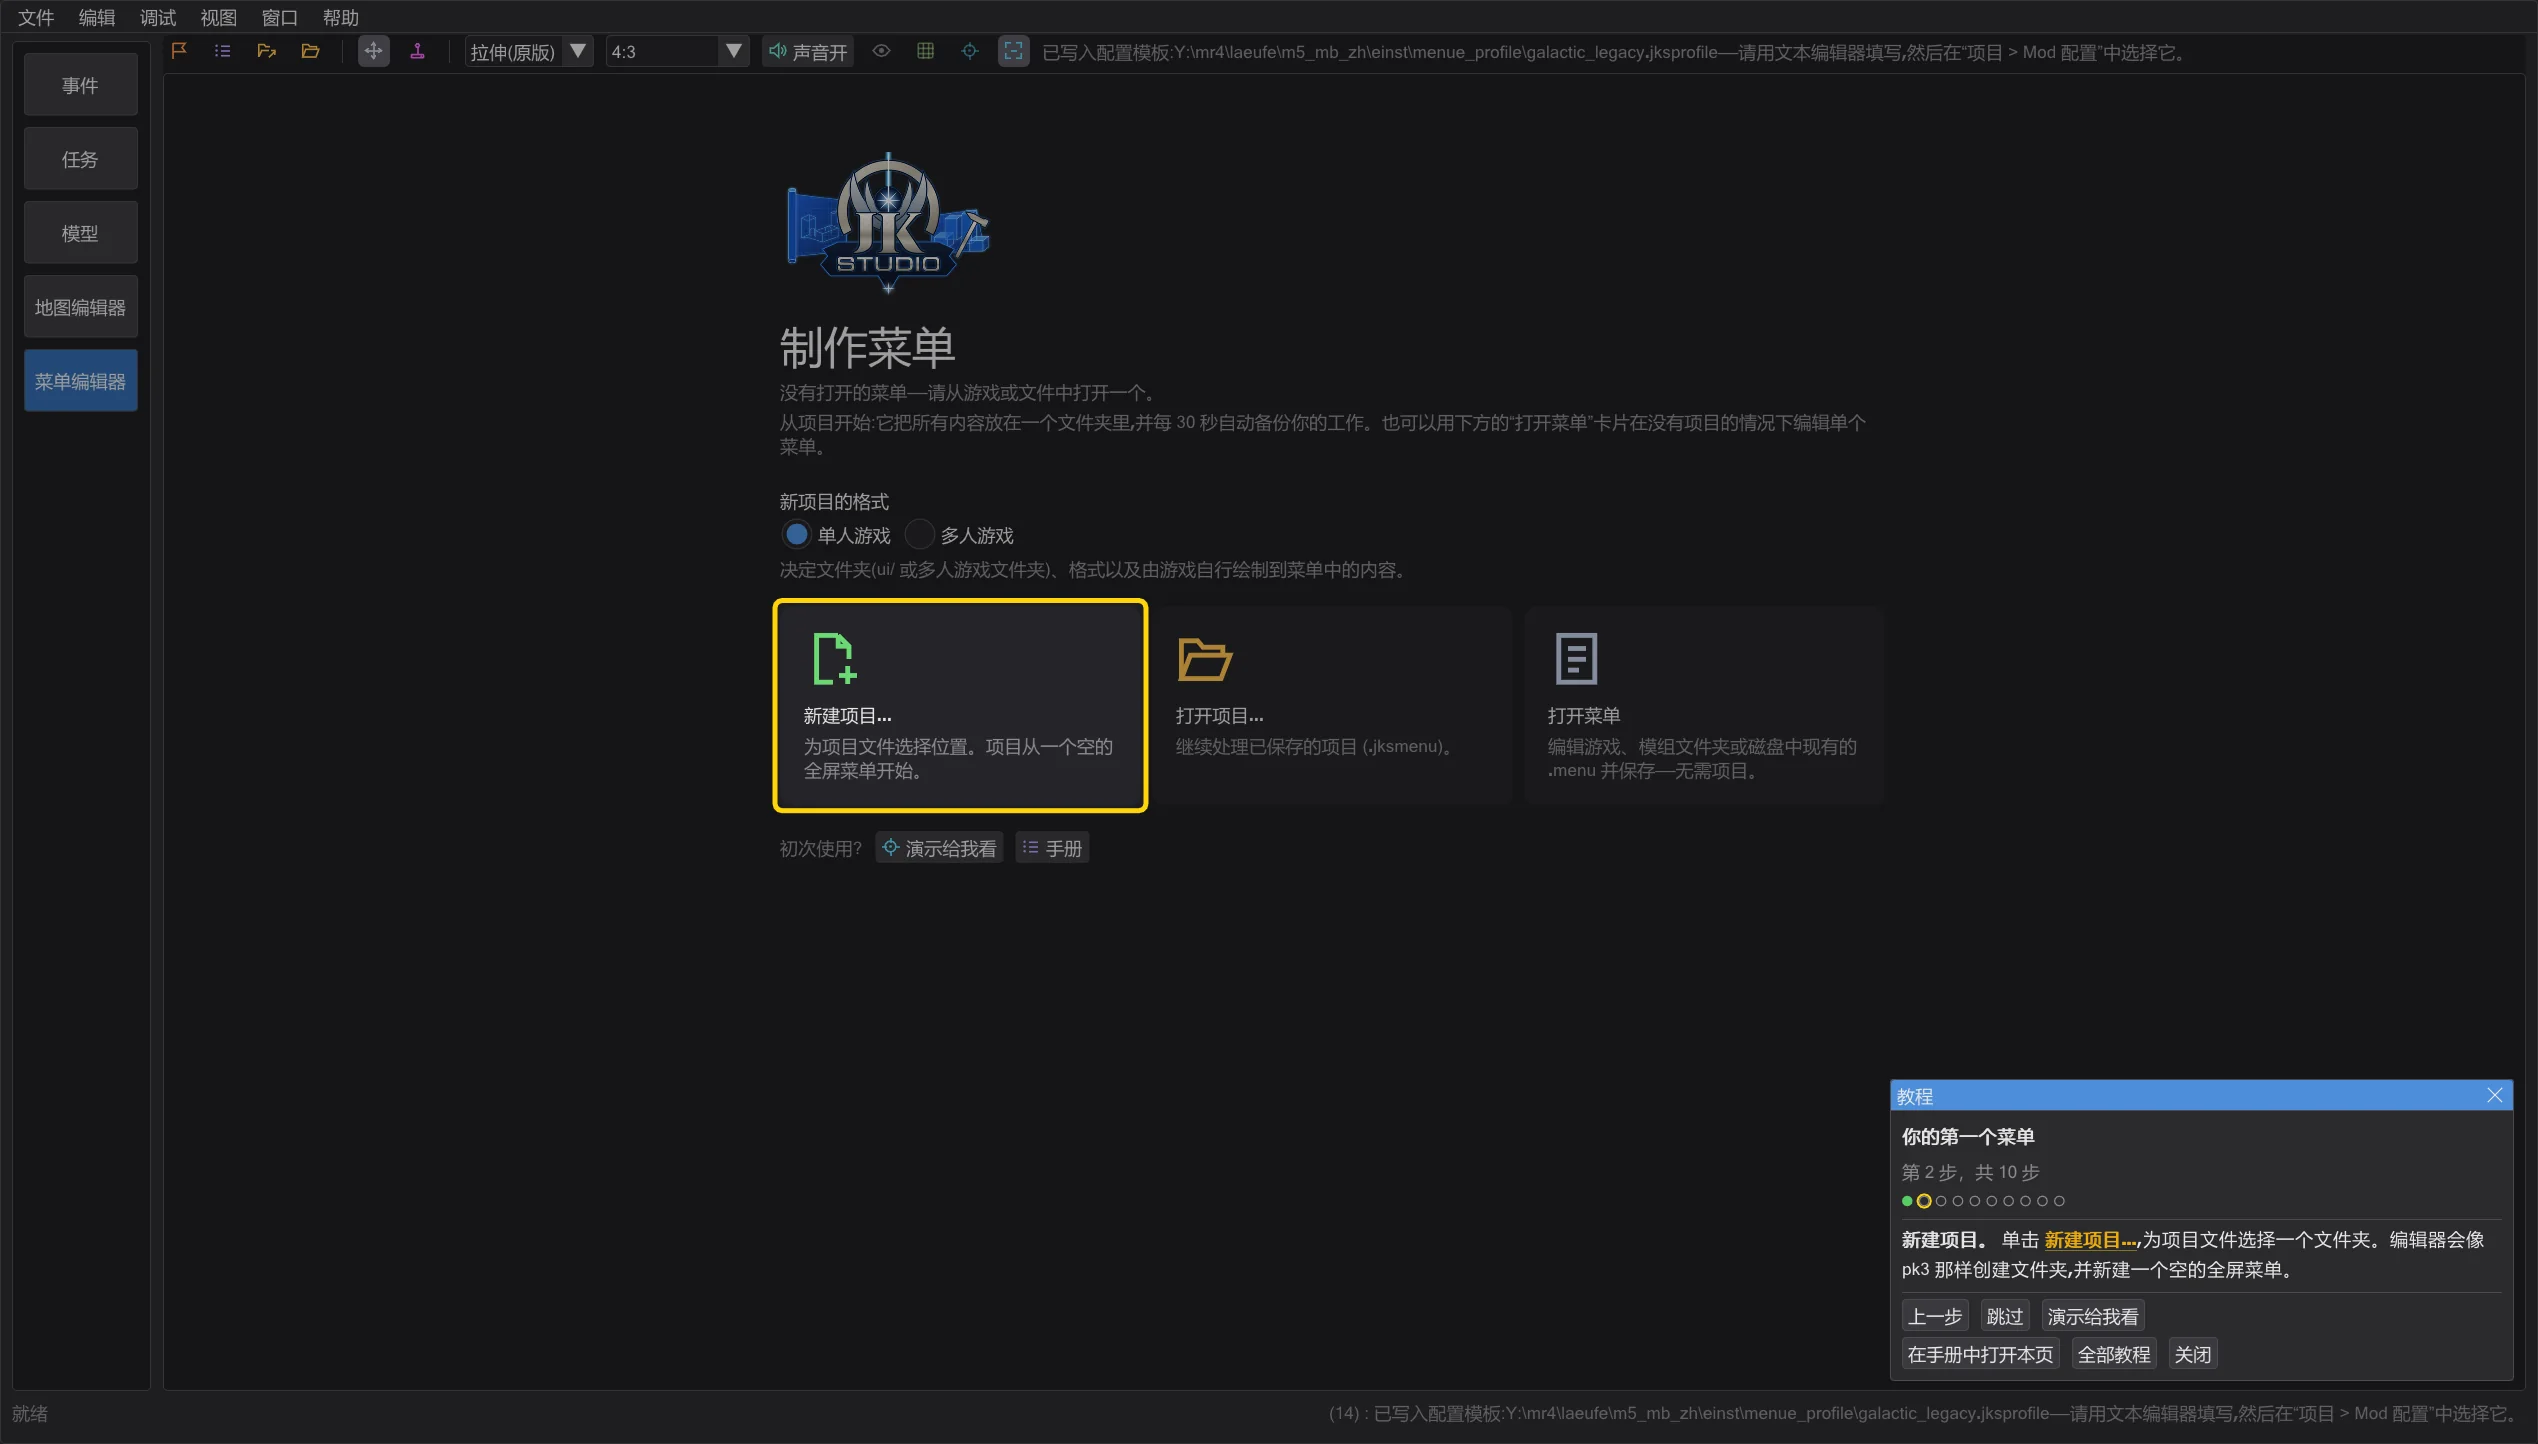 文件 编辑 调试 视图 窗口 帮助
拉伸(原版) 4:3 声音开 已写入配置模板:Y:\mr4\laeufe\m5_mb_zh\einst\menue_profile\galactic_legacy.jksprofile—请用文本编辑器填写,然后在“项目 > Mod 配置”中选择它。
事件
任务
模型
地图编辑器
菜单编辑器
JK
STUDIO
制作菜单
没有打开的菜单—请从游戏或文件中打开一个。
从项目开始:它把所有内容放在一个文件夹里,并每 30 秒自动备份你的工作。也可以用下方的“打开菜单”卡片在没有项目的情况下编辑单个
菜单。
新项目的格式
单人游戏 多人游戏
决定文件夹(ui/ 或多人游戏文件夹)、格式以及由游戏自行绘制到菜单中的内容。
新建项目...
为项目文件选择位置。项目从一个空的
全屏菜单开始。
打开项目...
继续处理已保存的项目 (.jksmenu)。
打开菜单
编辑游戏、模组文件夹或磁盘中现有的
.menu 并保存—无需项目。
初次使用? 演示给我看 手册
教程
你的第一个菜单
第 2 步，共 10 步
新建项目。 单击 新建项目...,为项目文件选择一个文件夹。编辑器会像
pk3 那样创建文件夹,并新建一个空的全屏菜单。
上一步 跳过 演示给我看
在手册中打开本页 全部教程 关闭
就绪
(14) : 已写入配置模板:Y:\mr4\laeufe\m5_mb_zh\einst\menue_profile\galactic_legacy.jksprofile—请用文本编辑器填写,然后在“项目 > Mod 配置”中选择它。